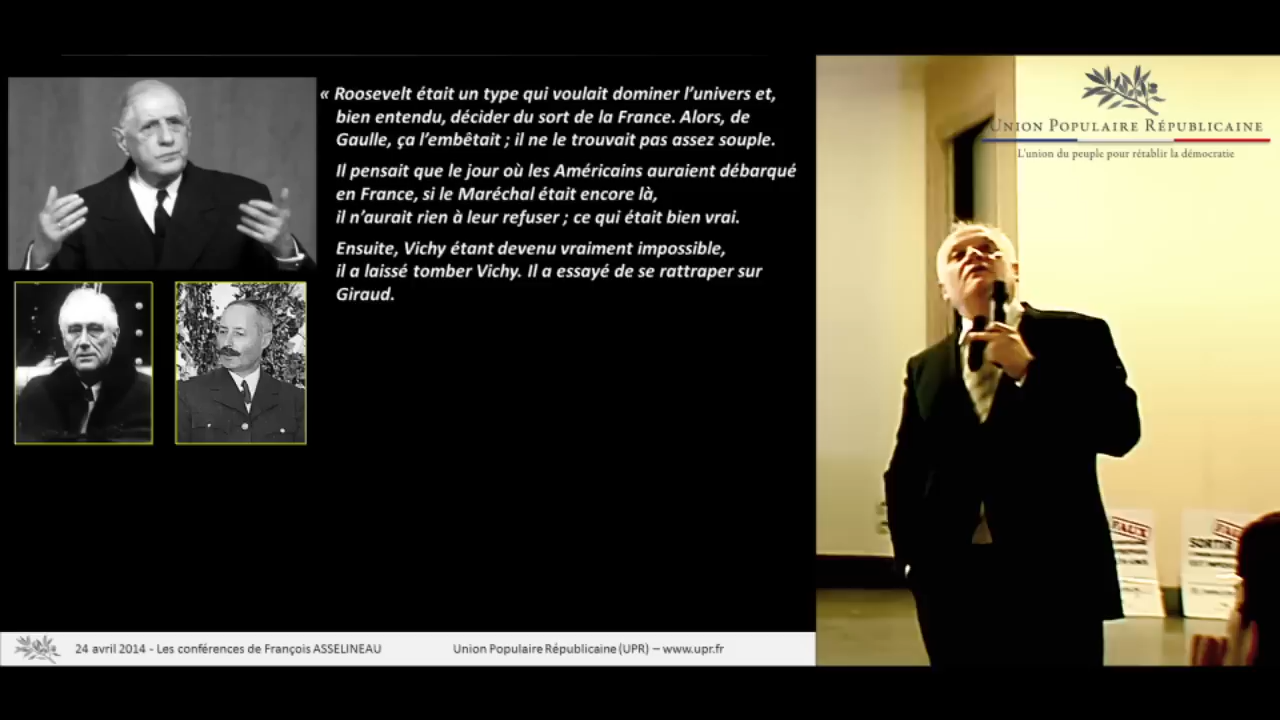 « Roosevelt était un type qui voulait dominer l'univers et,
bien entendu, décider du sort de la France. Alors, de
Gaulle, ça l'embêtait ; il ne le trouvait pas assez souple.
Il pensait que le jour où les Américains auraient débarqué
en France, si le Maréchal était encore là,
il n'aurait rien à leur refuser ; ce qui était bien vrai.
Ensuite, Vichy étant devenu vraiment impossible,
il a laissé tomber Vichy. Il a essayé de se rattraper sur
Giraud.
24 avril 2014 - Les conférences de François ASSELINEAU
Union Populaire Républicaine (UPR) – www.upr.fr
Union Populaire Républicaine
L'union du peuple pour rétablir la démocratie
FAUX
SORTIR